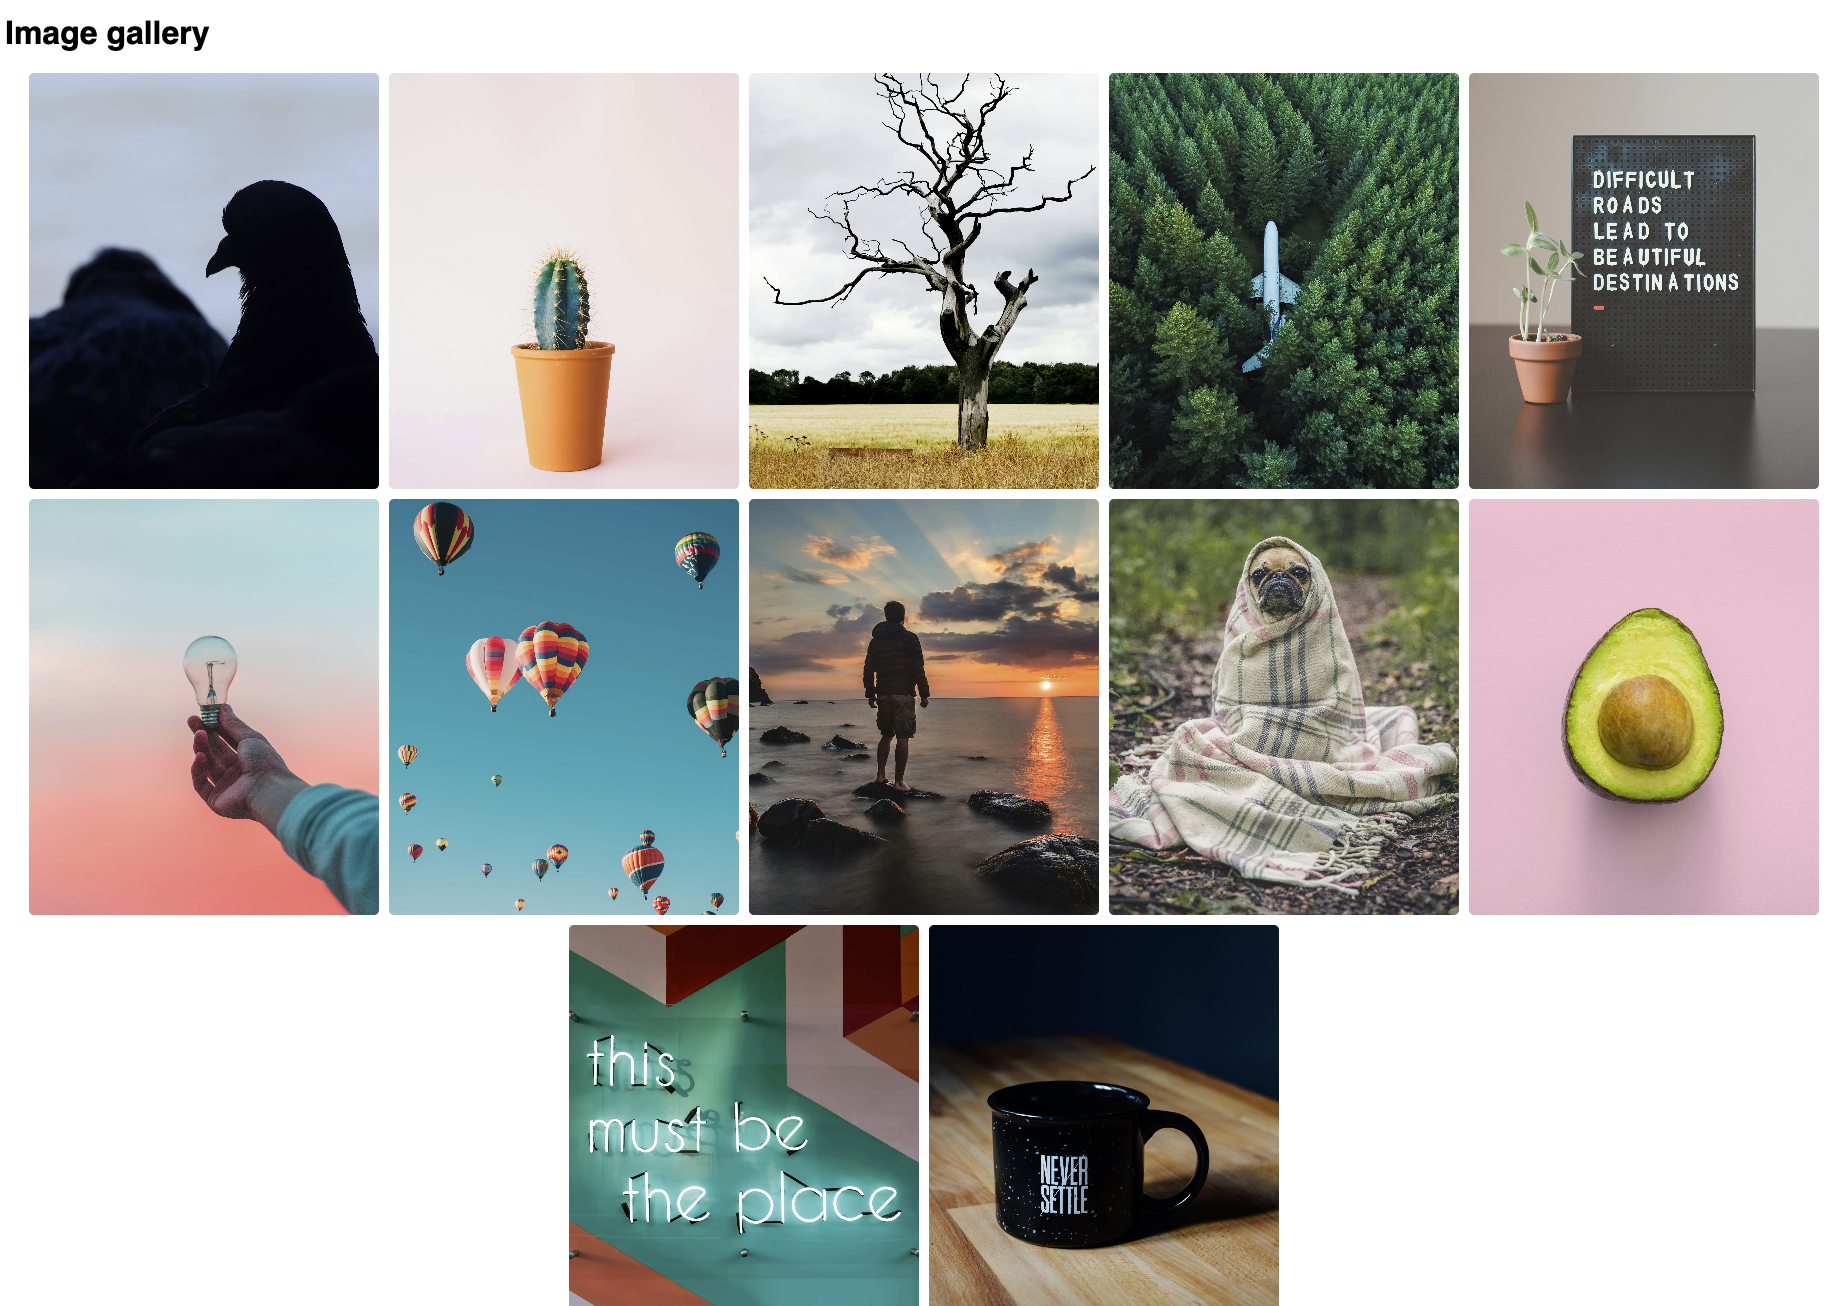 Image gallery
DIFFICULT
ROADS
LEAD TO
BEAUTIFUL
DESTINATIONS
this
must be
the place
NEVER
SETTLE